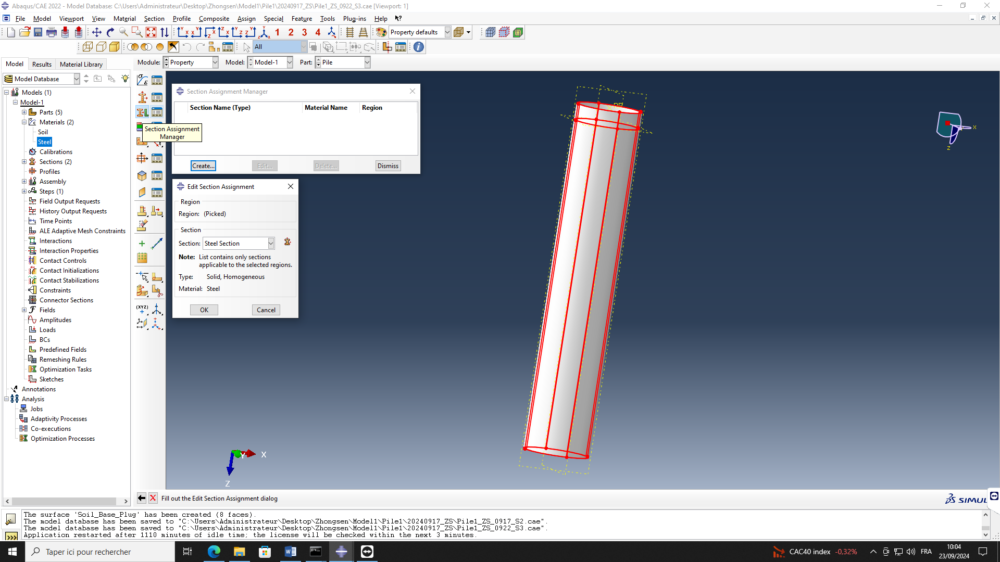 Abaqus/CAE 2022 - Model Database: C:\Users\Administrateur\Desktop\Zhongsen\Model1\Pile1\20240917_ZS\Pile1_ZS_0922_S3.cae [Viewport: 1]
File Model Viewport View Material Section Profile Composite Assign Special Feature Tools Plug-ins Help
1 2 3 4 Property defaults
All
Model Results Material Library
Module: Property Model: Model-1 Part: Pile
Model Database
Models (1)
Model-1
Parts (5)
Materials (2)
Soil
Steel
Calibrations
Sections (2)
Profiles
Assembly
Steps (1)
Field Output Requests
History Output Requests
Time Points
ALE Adaptive Mesh Constraints
Interactions
Interaction Properties
Contact Controls
Contact Initializations
Contact Stabilizations
Constraints
Connector Sections
Fields
Amplitudes
Loads
BCs
Predefined Fields
Remeshing Rules
Optimization Tasks
Sketches
Annotations
Analysis
Jobs
Adaptivity Processes
Co-executions
Optimization Processes
(XYZ)
Section Assignment Manager
Section Name (Type) Material Name Region
Section Assignment
Manager
Create... Edit... Delete... Dismiss
Edit Section Assignment
Region
Region: (Picked)
Section
Section: Steel Section
Note: List contains only sections
applicable to the selected regions.
Type: Solid, Homogeneous
Material: Steel
OK Cancel
RP
X
Z
Y
X
Z
Fill out the Edit Section Assignment dialog
SIMUL
The surface 'Soil_Base_Plug' has been created (8 faces).
The model database has been saved to "C:\Users\Administrateur\Desktop\Zhongsen\Model1\Pile1\20240917_ZS\Pile1_ZS_0917_S2.cae".
The model database has been saved to "C:\Users\Administrateur\Desktop\Zhongsen\Model1\Pile1\20240917_ZS\Pile1_ZS_0922_S3.cae".
Application restarted after 1110 minutes of idle time; the license will be checked within the next 3 minutes.
>>>
Taper ici pour rechercher
CAC40 index -0,32%
FRA
10:04
23/09/2024